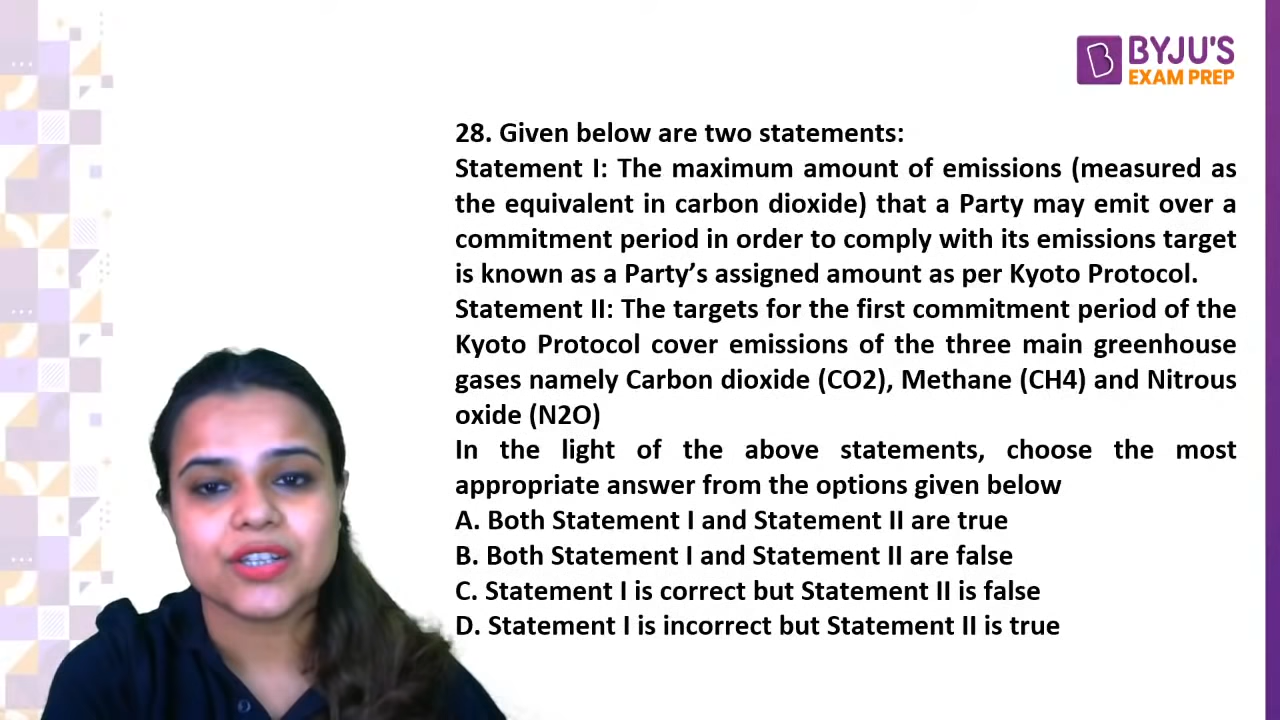 BYJU'S
EXAM PREP
28. Given below are two statements:
Statement I: The maximum amount of emissions (measured as
the equivalent in carbon dioxide) that a Party may emit over a
commitment period in order to comply with its emissions target
is known as a Party’s assigned amount as per Kyoto Protocol.
Statement II: The targets for the first commitment period of the
Kyoto Protocol cover emissions of the three main greenhouse
gases namely Carbon dioxide (CO2), Methane (CH4) and Nitrous
oxide (N2O)
In the light of the above statements, choose the most
appropriate answer from the options given below
A. Both Statement I and Statement II are true
B. Both Statement I and Statement II are false
C. Statement I is correct but Statement II is false
D. Statement I is incorrect but Statement II is true